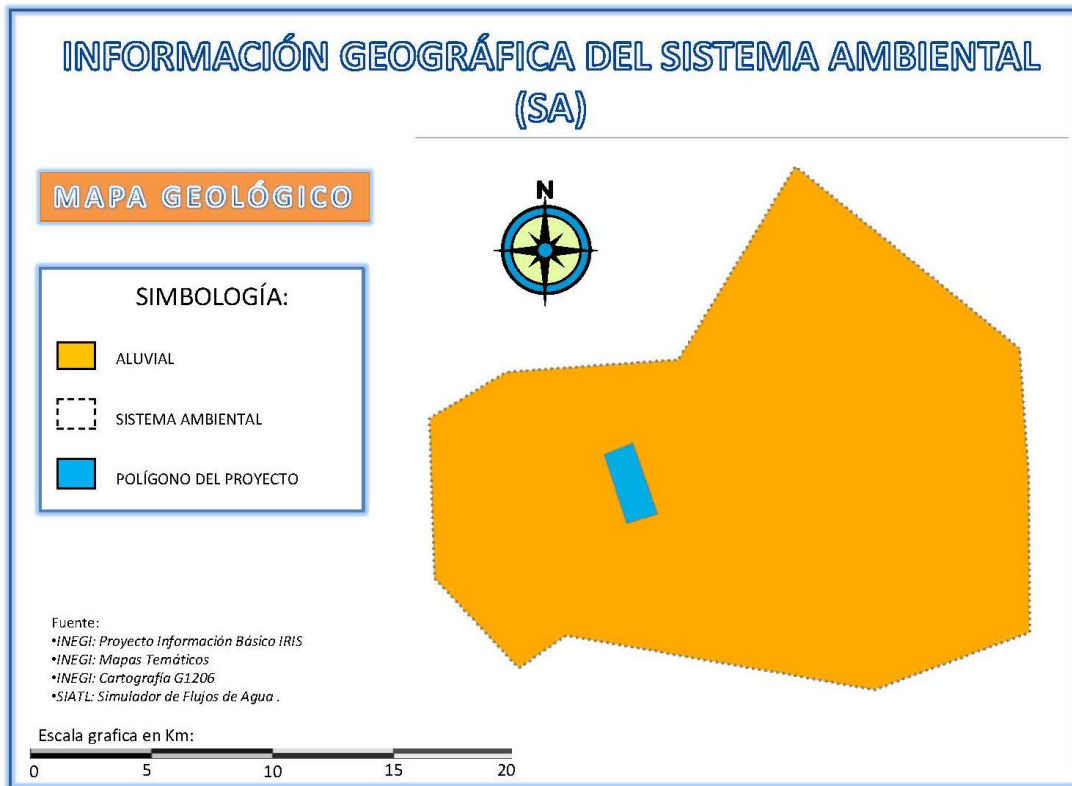 INFORMACIÓN GEOGRÁFICA DEL SISTEMA AMBIENTAL
(SA)
MAPA GEOLÓGICO
N
SIMBOLOGÍA:
ALUVIAL
SISTEMA AMBIENTAL
POLÍGONO DEL PROYECTO
Fuente:
•INEGI: Proyecto Información Básico IRIS
•INEGI: Mapas Temáticos
•INEGI: Cartografía G1206
•SIATL: Simulador de Flujos de Agua .
Escala grafica en Km:
0 5 10 15 20